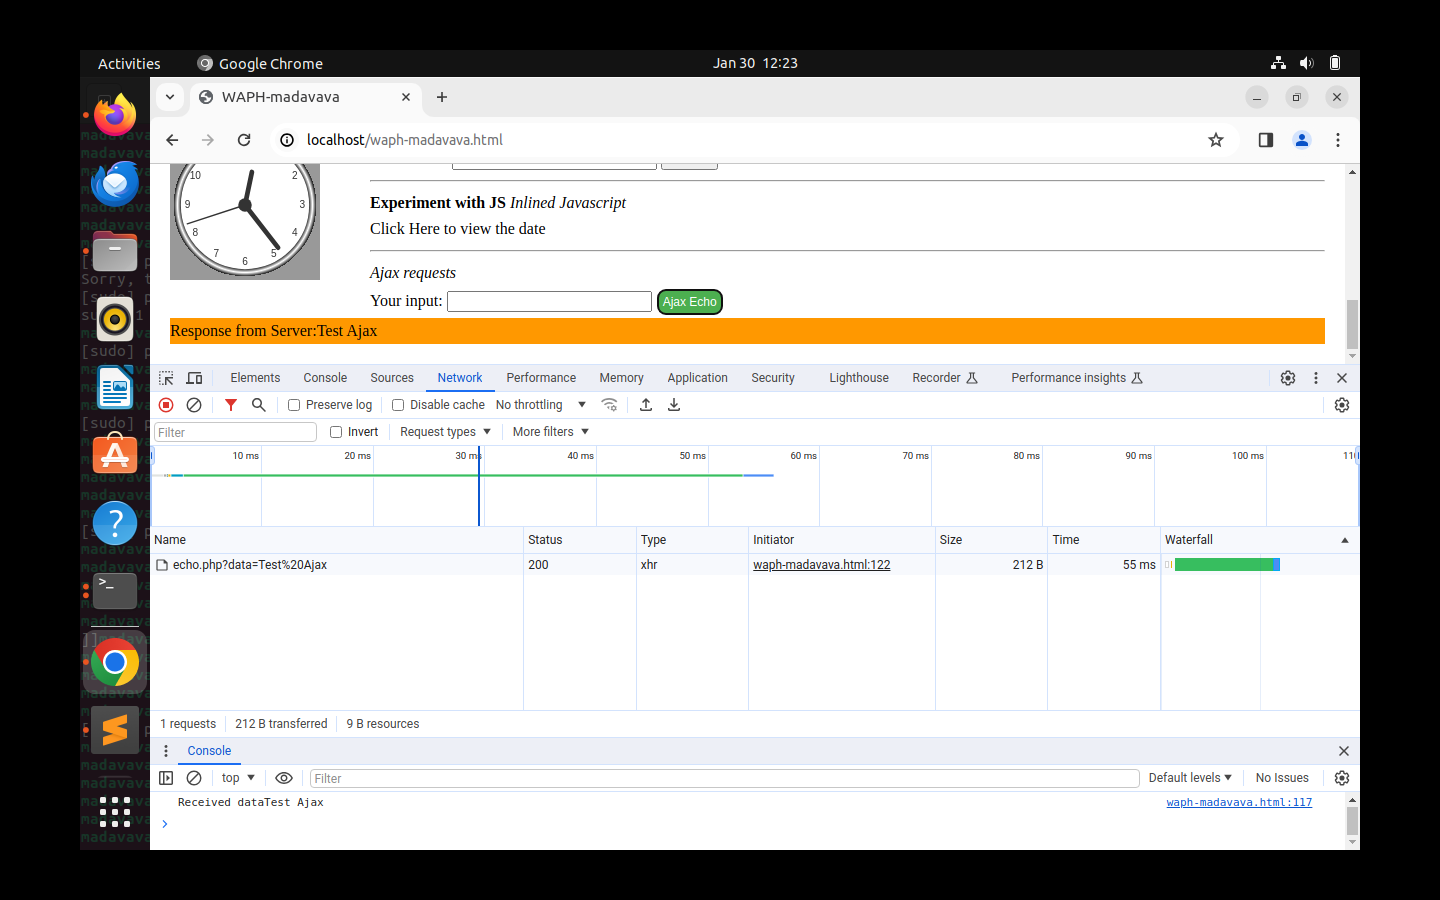 Activities Google Chrome Jan 30 12:23
WAPH-madavava
localhost/waph-madavava.html
10 2
9 3
8 4
7 6 5
Experiment with JS Inlined Javascript
Click Here to view the date
Ajax requests
Your input: Ajax Echo
Response from Server:Test Ajax
Elements Console Sources Network Performance Memory Application Security Lighthouse Recorder Performance insights
Preserve log Disable cache No throttling
Filter Invert Request types More filters
10 ms 20 ms 30 ms 40 ms 50 ms 60 ms 70 ms 80 ms 90 ms 100 ms
Name Status Type Initiator Size Time Waterfall
echo.php?data=Test%20Ajax 200 xhr waph-madavava.html:122 212 B 55 ms
1 requests 212 B transferred 9 B resources
Console
top Filter Default levels No Issues
Received dataTest Ajax waph-madavava.html:117